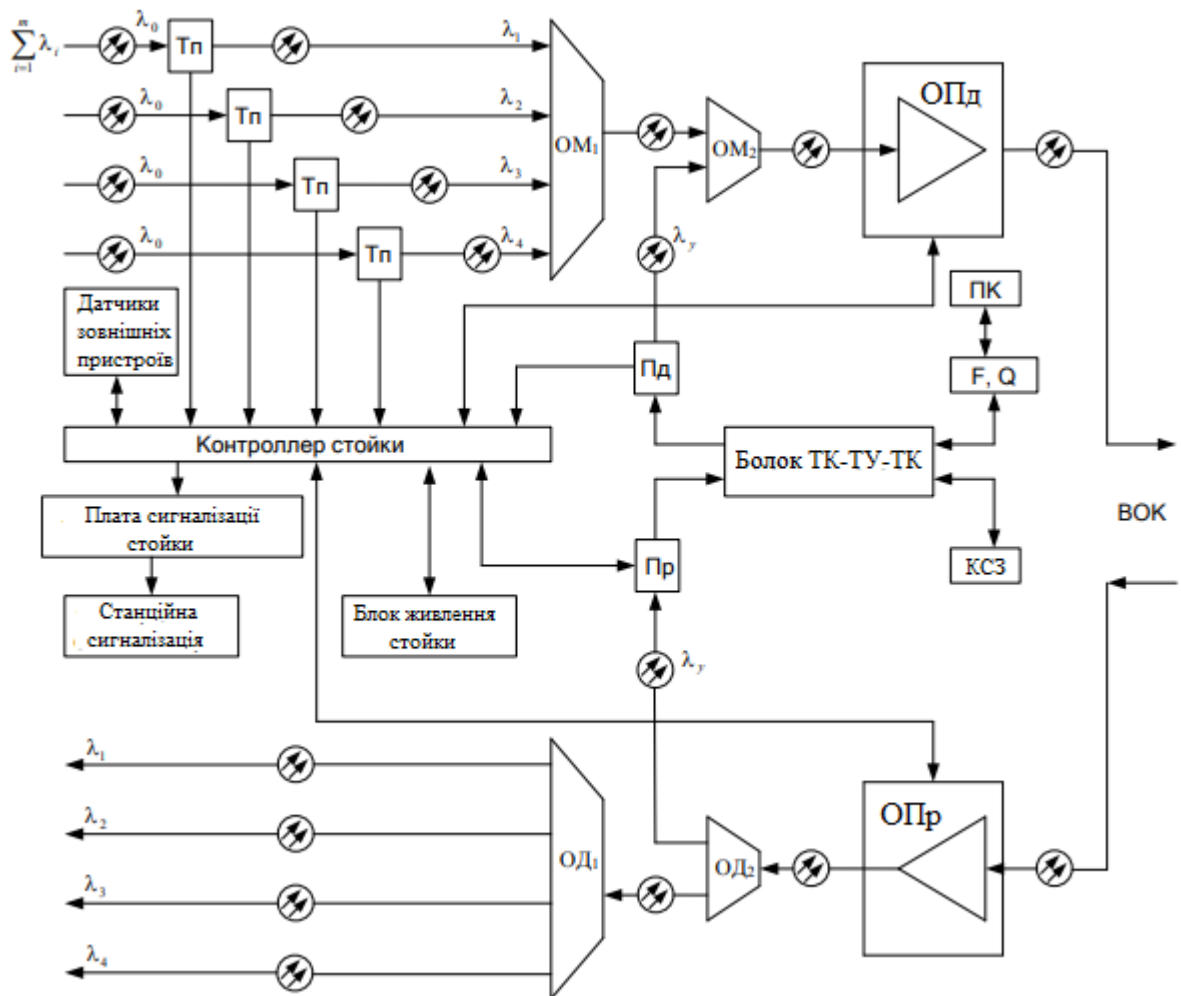 m
∑ λi
i=1
λ0
Тп
λ1
λ0
Тп
λ2
λ0
Тп
λ3
λ0
Тп
λ4
ОМ1
ОМ2
ОПд
λy
Датчики
зовнішніх
пристроїв
ПК
F, Q
Пд
Контроллер стойки
Болок ТК-ТУ-ТК
ВОК
Плата сигналізації
стойки
Пр
КСЗ
Станційна
сигналізація
Блок живлення
стойки
λy
λ1
λ2
λ3
λ4
ОД1
ОД2
ОПр